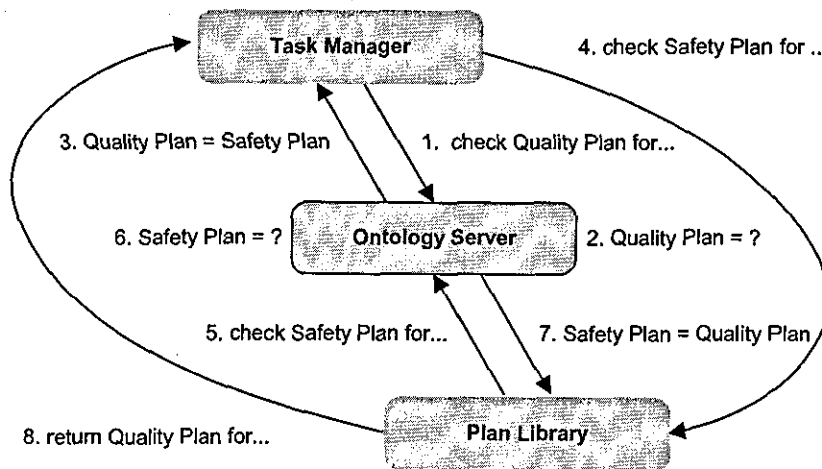 Task Manager
4. check Safety Plan for ..
3. Quality Plan = Safety Plan
1. check Quality Plan for...
6. Safety Plan = ?
Ontology Server
2. Quality Plan = ?
5. check Safety Plan for...
7. Safety Plan = Quality Plan
Plan Library
8. return Quality Plan for...